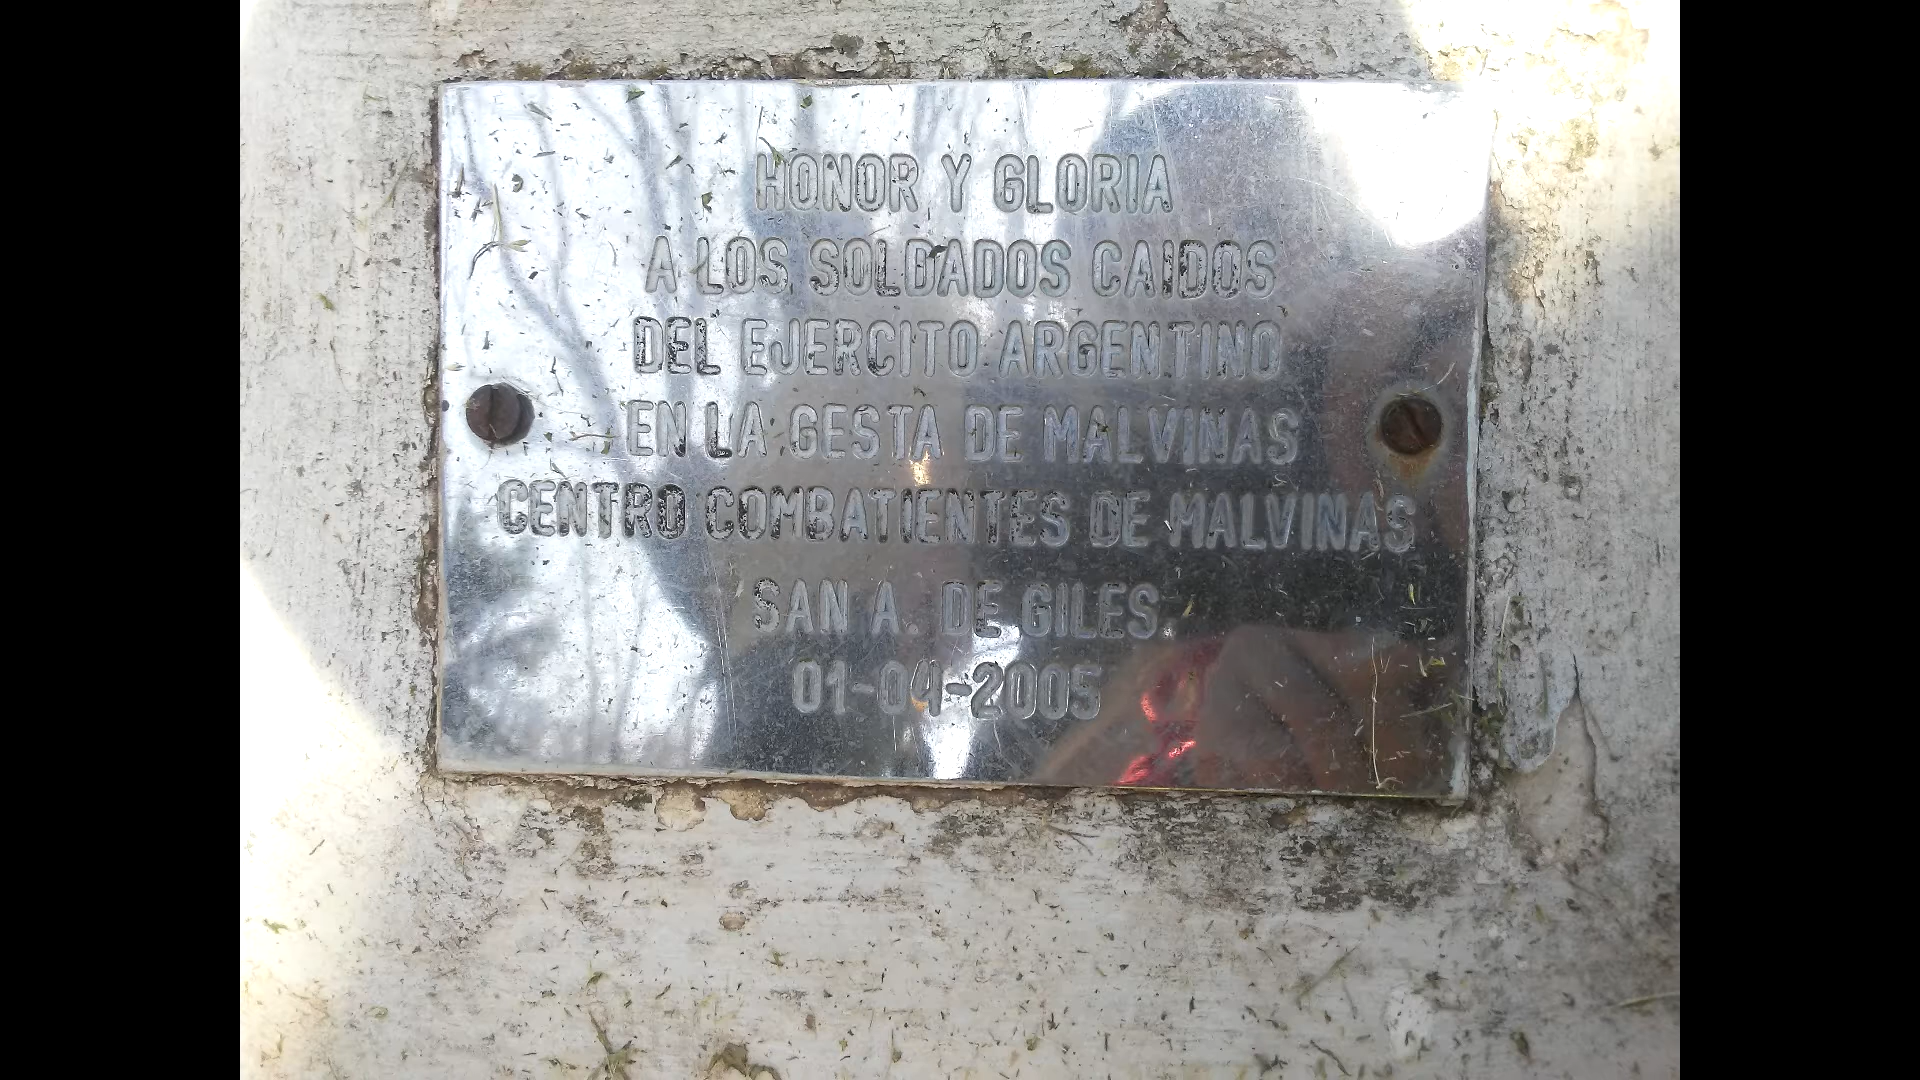 HONOR Y GLORIA
A LOS SOLDADOS CAIDOS
DEL EJERCITO ARGENTINO
EN LA GESTA DE MALVINAS
CENTRO COMBATIENTES DE MALVINAS
SAN A. DE GILES.
01-04-2005